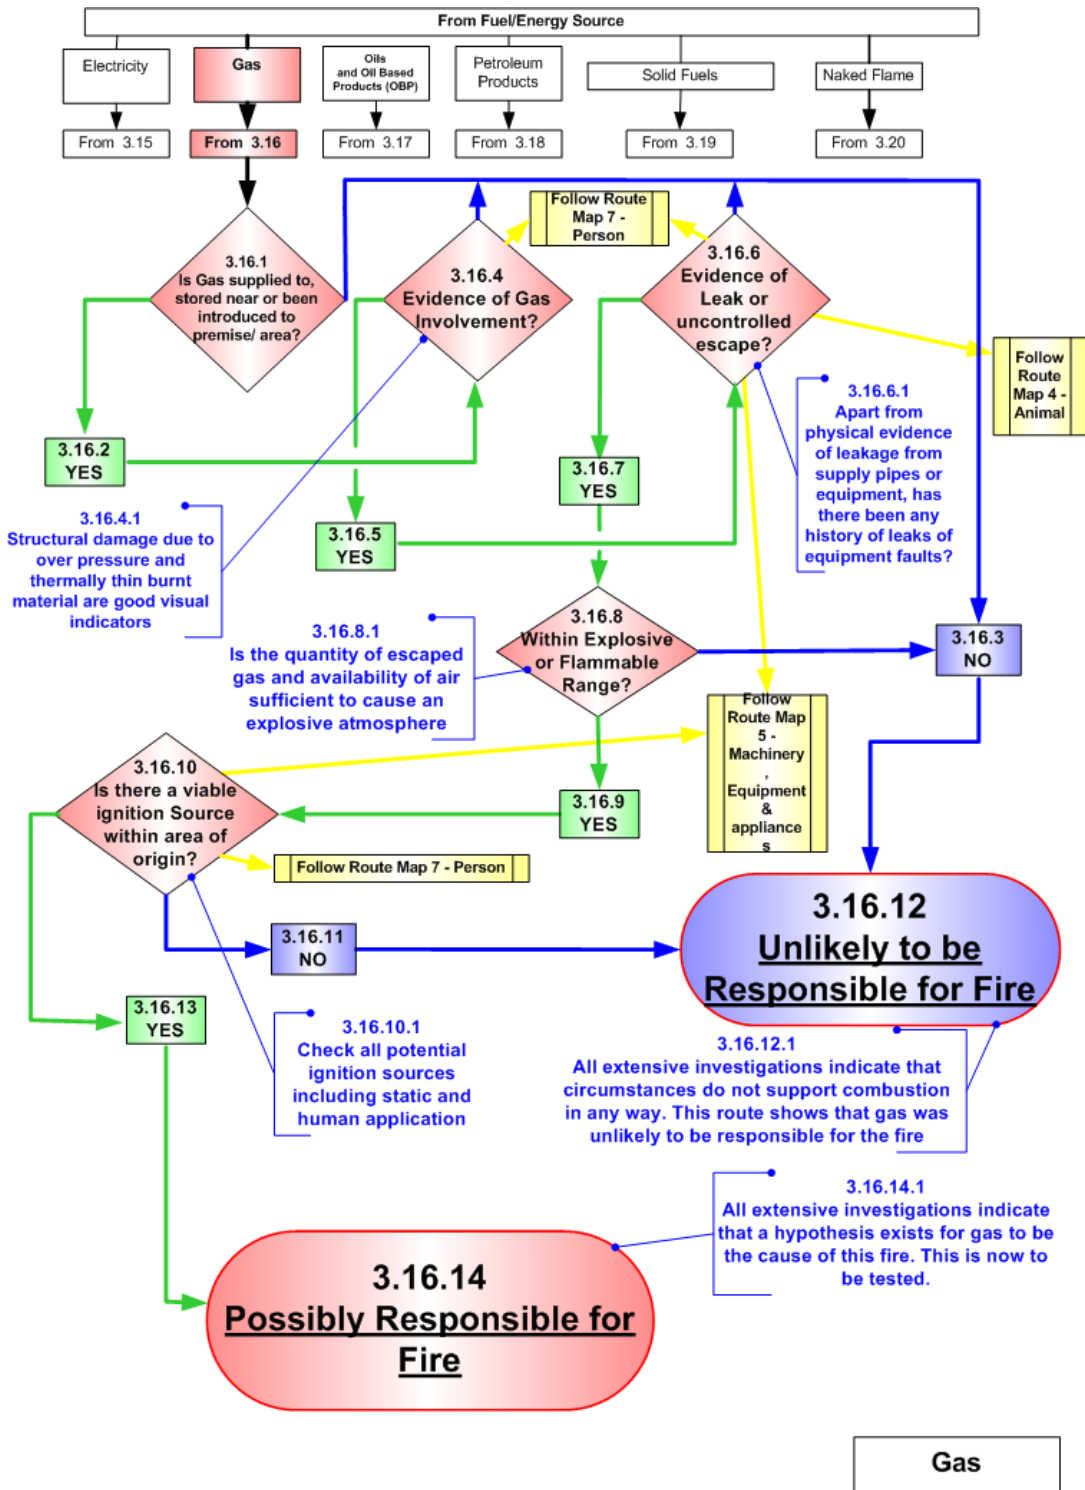 From Fuel/Energy Source
Electricity
Gas
Oils
and Oil Based
Products (OBP)
Petroleum
Products
Solid Fuels
Naked Flame
From 3.15
From 3.16
From 3.17
From 3.18
From 3.19
From 3.20
3.16.1
Is Gas supplied to,
stored near or been
introduced to
premise/ area?
3.16.4
Evidence of Gas
Involvement?
Follow Route
Map 7 -
Person
3.16.6
Evidence of
Leak or
uncontrolled
escape?
Follow
Route
Map 4 -
Animal
3.16.2
YES
3.16.6.1
Apart from
physical evidence
of leakage from
supply pipes or
equipment, has
there been any
history of leaks of
equipment faults?
3.16.7
YES
3.16.5
YES
3.16.4.1
Structural damage due to
over pressure and
thermally thin burnt
material are good visual
indicators
3.16.8
Within Explosive
or Flammable
Range?
3.16.3
NO
3.16.8.1
Is the quantity of escaped
gas and availability of air
sufficient to cause an
explosive atmosphere
Follow
Route Map
5 -
Machinery
,
Equipment
&
appliance
s
3.16.10
Is there a viable
ignition Source
within area of
origin?
3.16.9
YES
Follow Route Map 7 - Person
3.16.12
Unlikely to be
Responsible for Fire
3.16.11
NO
3.16.13
YES
3.16.10.1
Check all potential
ignition sources
including static and
human application
3.16.12.1
All extensive investigations indicate that
circumstances do not support combustion
in any way. This route shows that gas was
unlikely to be responsible for the fire
3.16.14.1
All extensive investigations indicate
that a hypothesis exists for gas to be
the cause of this fire. This is now to
be tested.
3.16.14
Possibly Responsible for
Fire
Gas